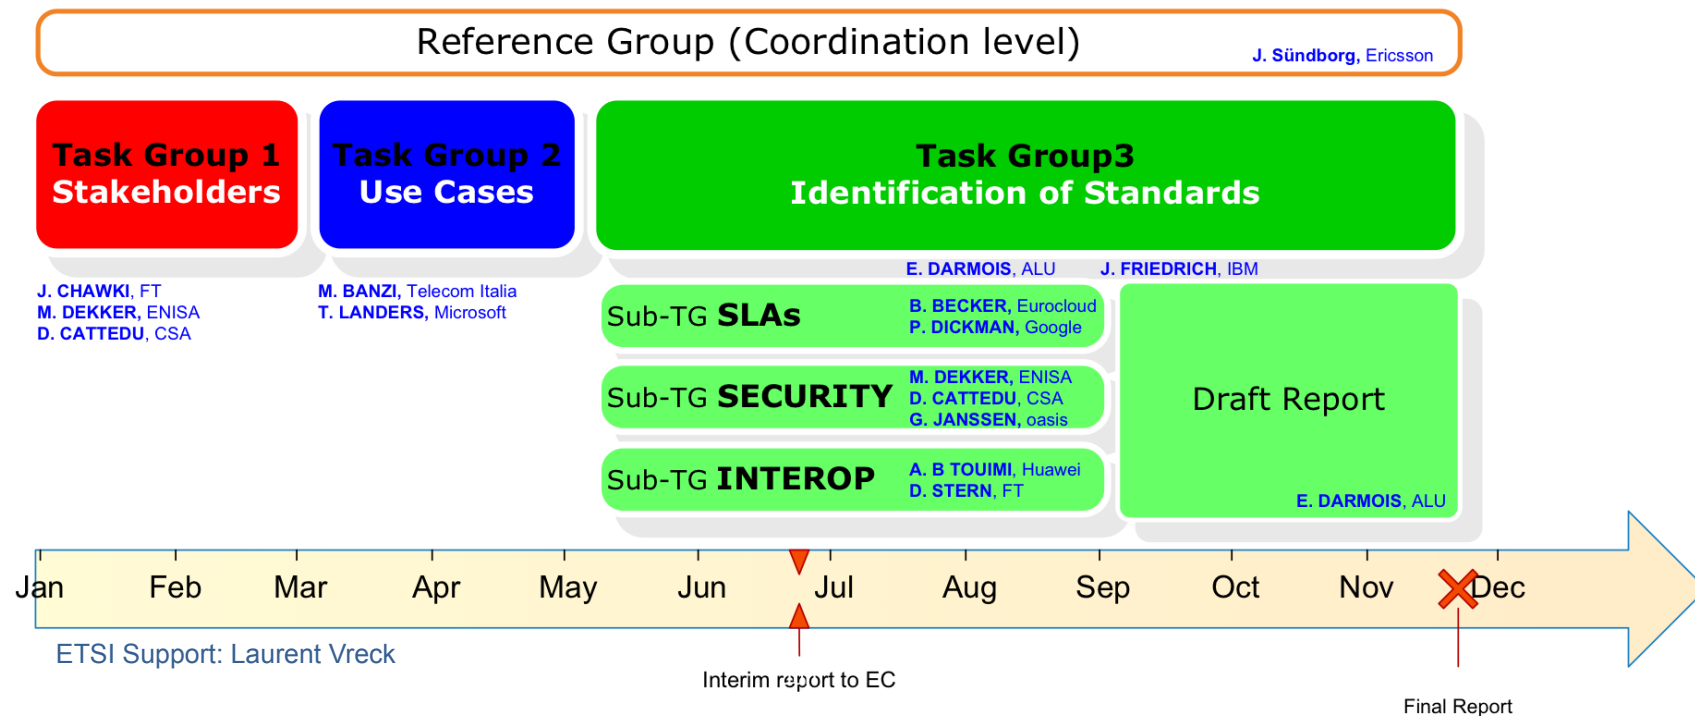 Reference Group (Coordination level)
J. Sündborg, Ericsson
Task Group 1
Stakeholders
Task Group 2
Use Cases
Task Group3
Identification of Standards
J. CHAWKI, FT
M. DEKKER, ENISA
D. CATTEDU, CSA
M. BANZI, Telecom Italia
T. LANDERS, Microsoft
E. DARMOIS, ALU
J. FRIEDRICH, IBM
Sub-TG SLAs
B. BECKER, Eurocloud
P. DICKMAN, Google
Sub-TG SECURITY
M. DEKKER, ENISA
D. CATTEDU, CSA
G. JANSSEN, oasis
Sub-TG INTEROP
A. B TOUIMI, Huawei
D. STERN, FT
Draft Report
E. DARMOIS, ALU
Jan Feb Mar Apr May Jun Jul Aug Sep Oct Nov Dec
ETSI Support: Laurent Vreck
Interim report to EC
Final Report